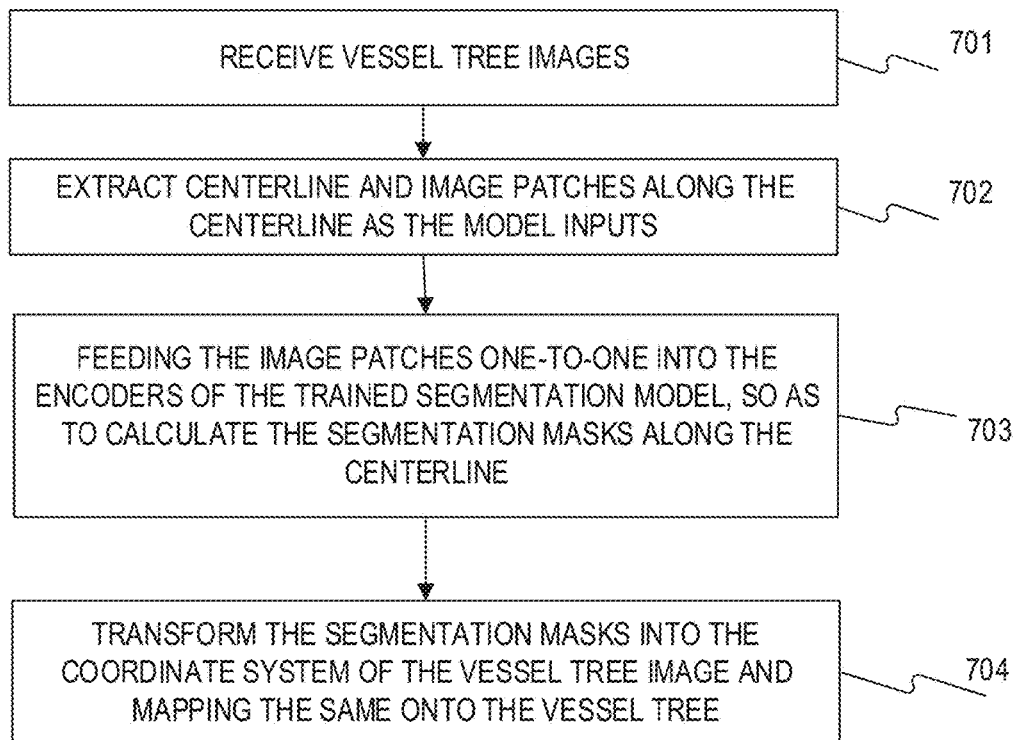 RECEIVE VESSEL TREE IMAGES
701
EXTRACT CENTERLINE AND IMAGE PATCHES ALONG THE
CENTERLINE AS THE MODEL INPUTS
702
FEEDING THE IMAGE PATCHES ONE-TO-ONE INTO THE
ENCODERS OF THE TRAINED SEGMENTATION MODEL, SO AS
TO CALCULATE THE SEGMENTATION MASKS ALONG THE
CENTERLINE
703
TRANSFORM THE SEGMENTATION MASKS INTO THE
COORDINATE SYSTEM OF THE VESSEL TREE IMAGE AND
MAPPING THE SAME ONTO THE VESSEL TREE
704